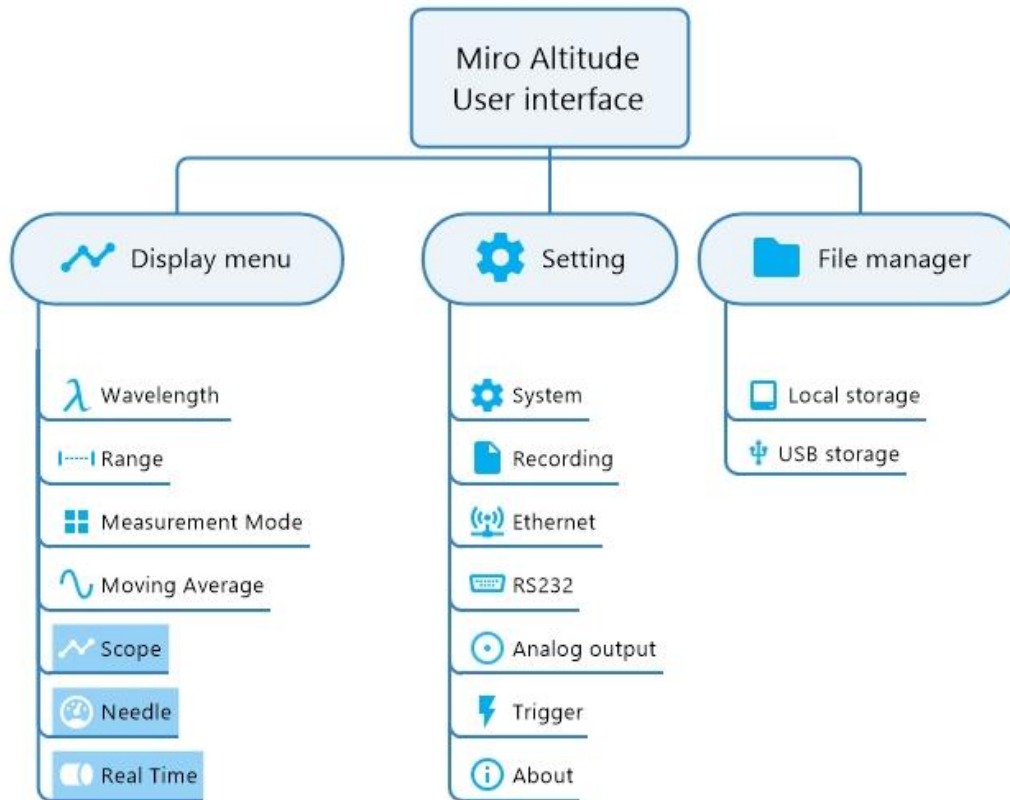 Miro Altitude
User interface
Display menu
Wavelength
Range
Measurement Mode
Moving Average
Scope
Needle
Real Time
Setting
System
Recording
Ethernet
RS232
Analog output
Trigger
About
File manager
Local storage
USB storage